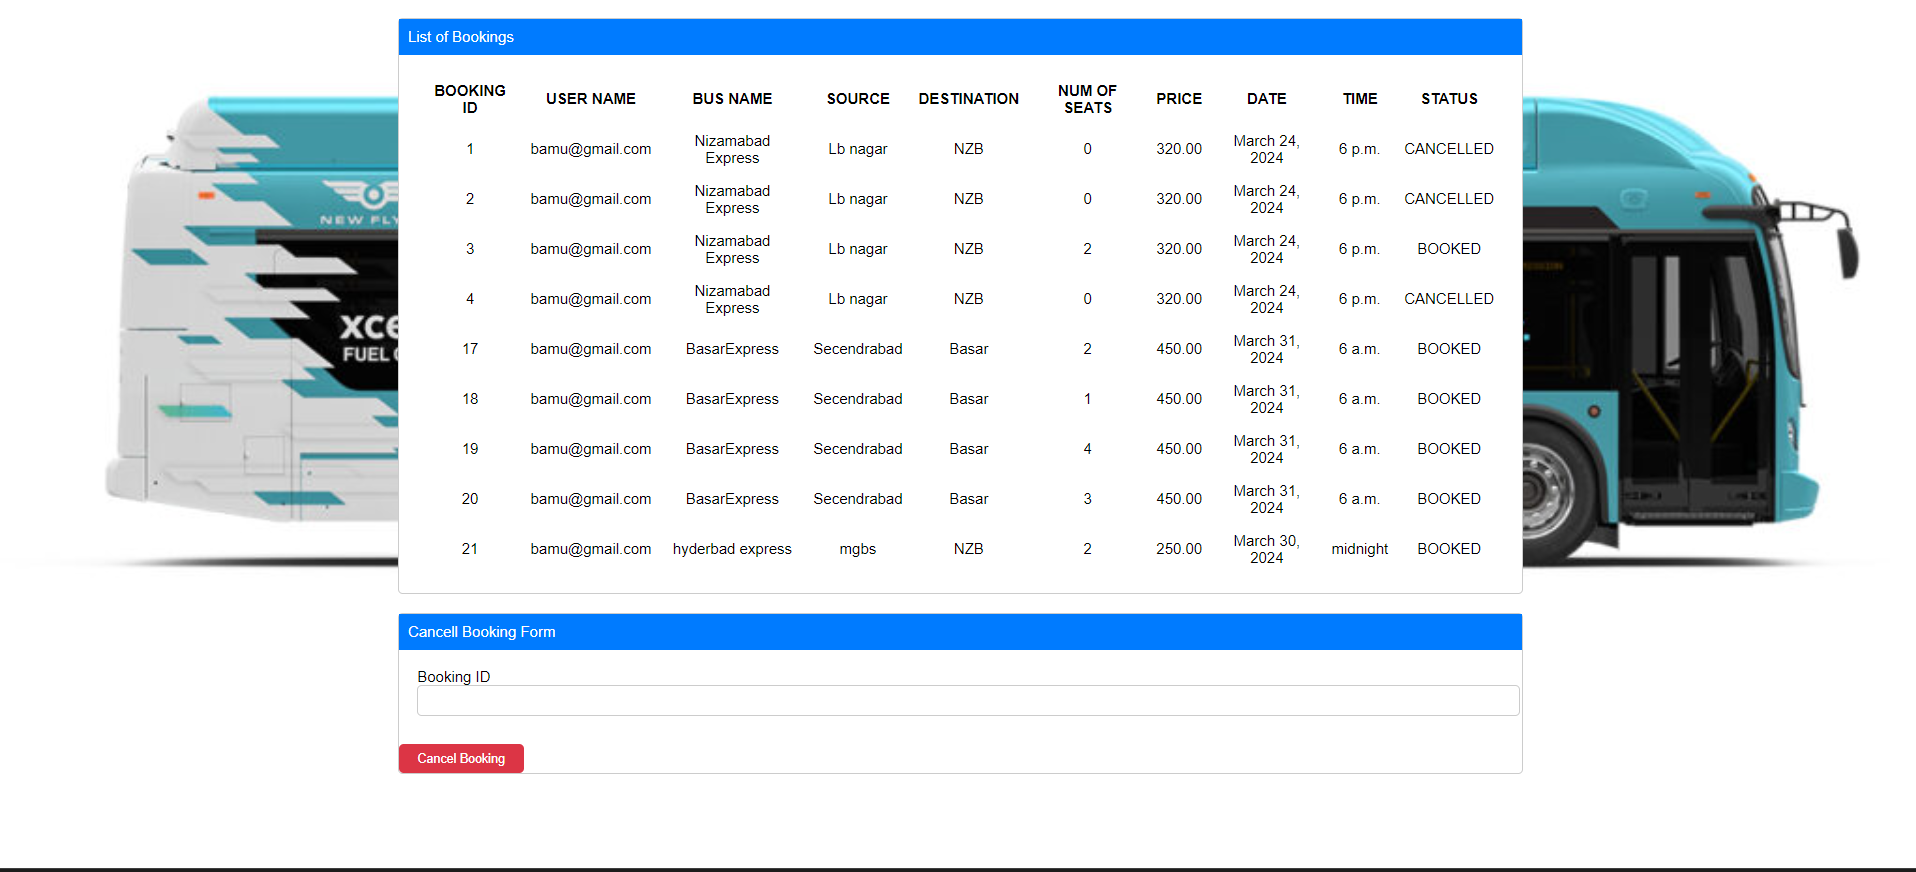 List of Bookings
BOOKING ID USER NAME BUS NAME SOURCE DESTINATION NUM OF SEATS PRICE DATE TIME STATUS
1 bamu@gmail.com Nizamabad Express Lb nagar NZB 0 320.00 March 24, 2024 6 p.m. CANCELLED
2 bamu@gmail.com Nizamabad Express Lb nagar NZB 0 320.00 March 24, 2024 6 p.m. CANCELLED
3 bamu@gmail.com Nizamabad Express Lb nagar NZB 2 320.00 March 24, 2024 6 p.m. BOOKED
4 bamu@gmail.com Nizamabad Express Lb nagar NZB 0 320.00 March 24, 2024 6 p.m. CANCELLED
17 bamu@gmail.com BasarExpress Secendrabad Basar 2 450.00 March 31, 2024 6 a.m. BOOKED
18 bamu@gmail.com BasarExpress Secendrabad Basar 1 450.00 March 31, 2024 6 a.m. BOOKED
19 bamu@gmail.com BasarExpress Secendrabad Basar 4 450.00 March 31, 2024 6 a.m. BOOKED
20 bamu@gmail.com BasarExpress Secendrabad Basar 3 450.00 March 31, 2024 6 a.m. BOOKED
21 bamu@gmail.com hyderbad express mgbs NZB 2 250.00 March 30, 2024 midnight BOOKED
NEW FLY
xce
FUEL
Cancell Booking Form
Booking ID
Cancel Booking